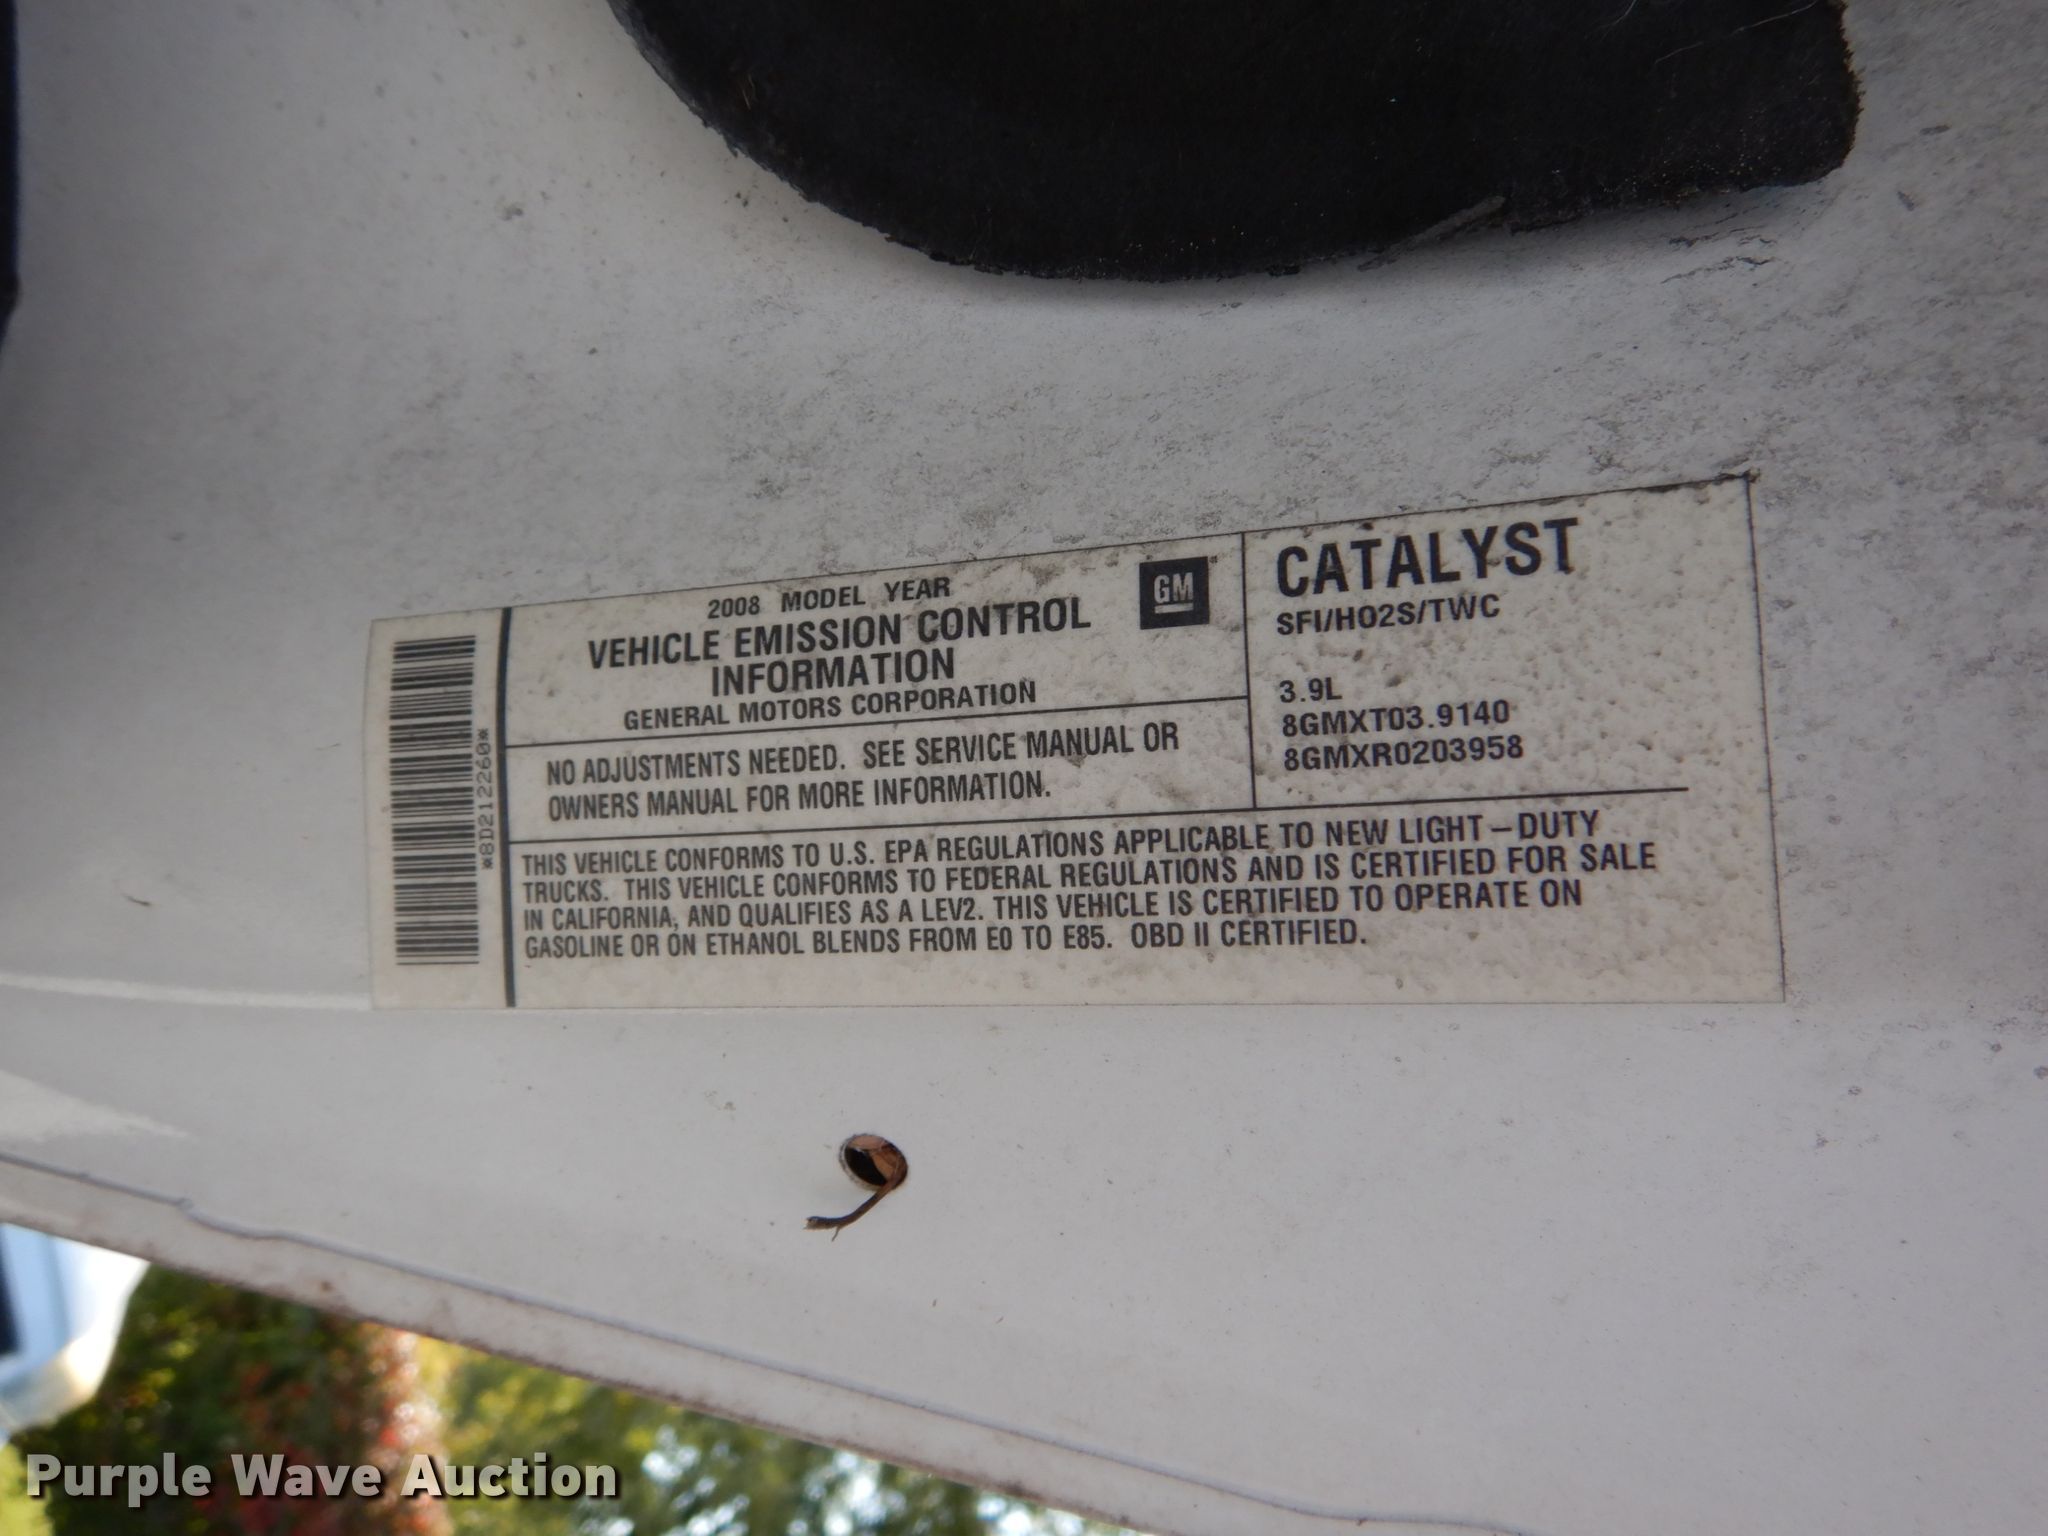 2008 MODEL YEAR
VEHICLE EMISSION CONTROL
INFORMATION
GENERAL MOTORS CORPORATION
GM
NO ADJUSTMENTS NEEDED. SEE SERVICE MANUAL OR
OWNERS MANUAL FOR MORE INFORMATION.
CATALYST
SFI/HO2S/TWC
3.9L
8GMXT03.9140
8GMXR0203958
THIS VEHICLE CONFORMS TO U.S. EPA REGULATIONS APPLICABLE TO NEW LIGHT-DUTY
TRUCKS. THIS VEHICLE CONFORMS TO FEDERAL REGULATIONS AND IS CERTIFIED FOR SALE
IN CALIFORNIA, AND QUALIFIES AS A LEV2. THIS VEHICLE IS CERTIFIED TO OPERATE ON
GASOLINE OR ON ETHANOL BLENDS FROM E0 TO E85. OBD II CERTIFIED.
*8D212260*
Purple Wave Auction